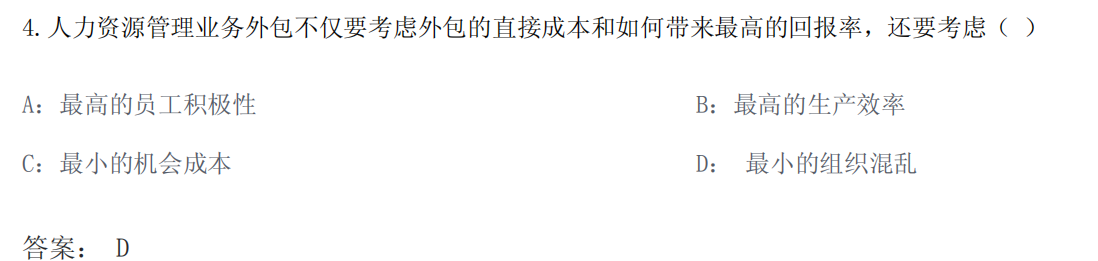 4.人力资源管理业务外包不仅要考虑外包的直接成本和如何带来最高的回报率，还要考虑（ ）
A：最高的员工积极性
B：最高的生产效率
C：最小的机会成本
D： 最小的组织混乱
答案： D